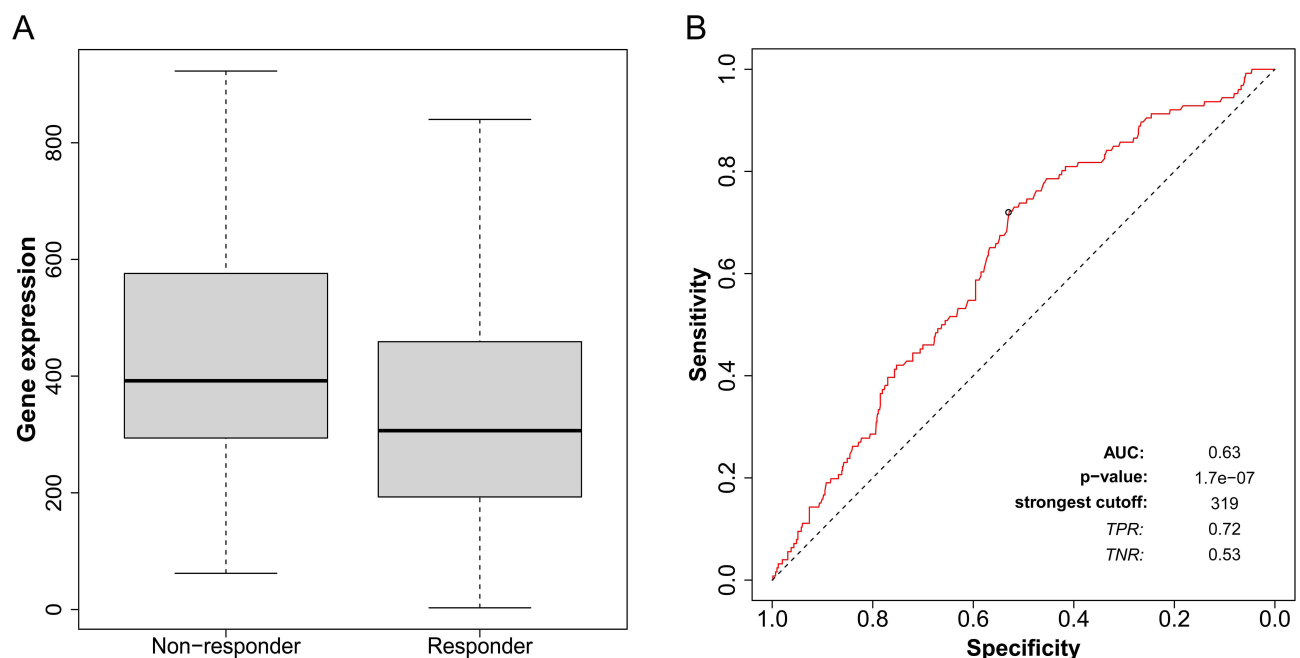 A
Gene expression
800
600
400
200
0
Non−responder
Responder
B
Sensitivity
1.0
0.8
0.6
0.4
0.2
0.0
AUC: 0.63
p−value: 1.7e−07
strongest cutoff: 319
TPR: 0.72
TNR: 0.53
1.0 0.8 0.6 0.4 0.2 0.0
Specificity